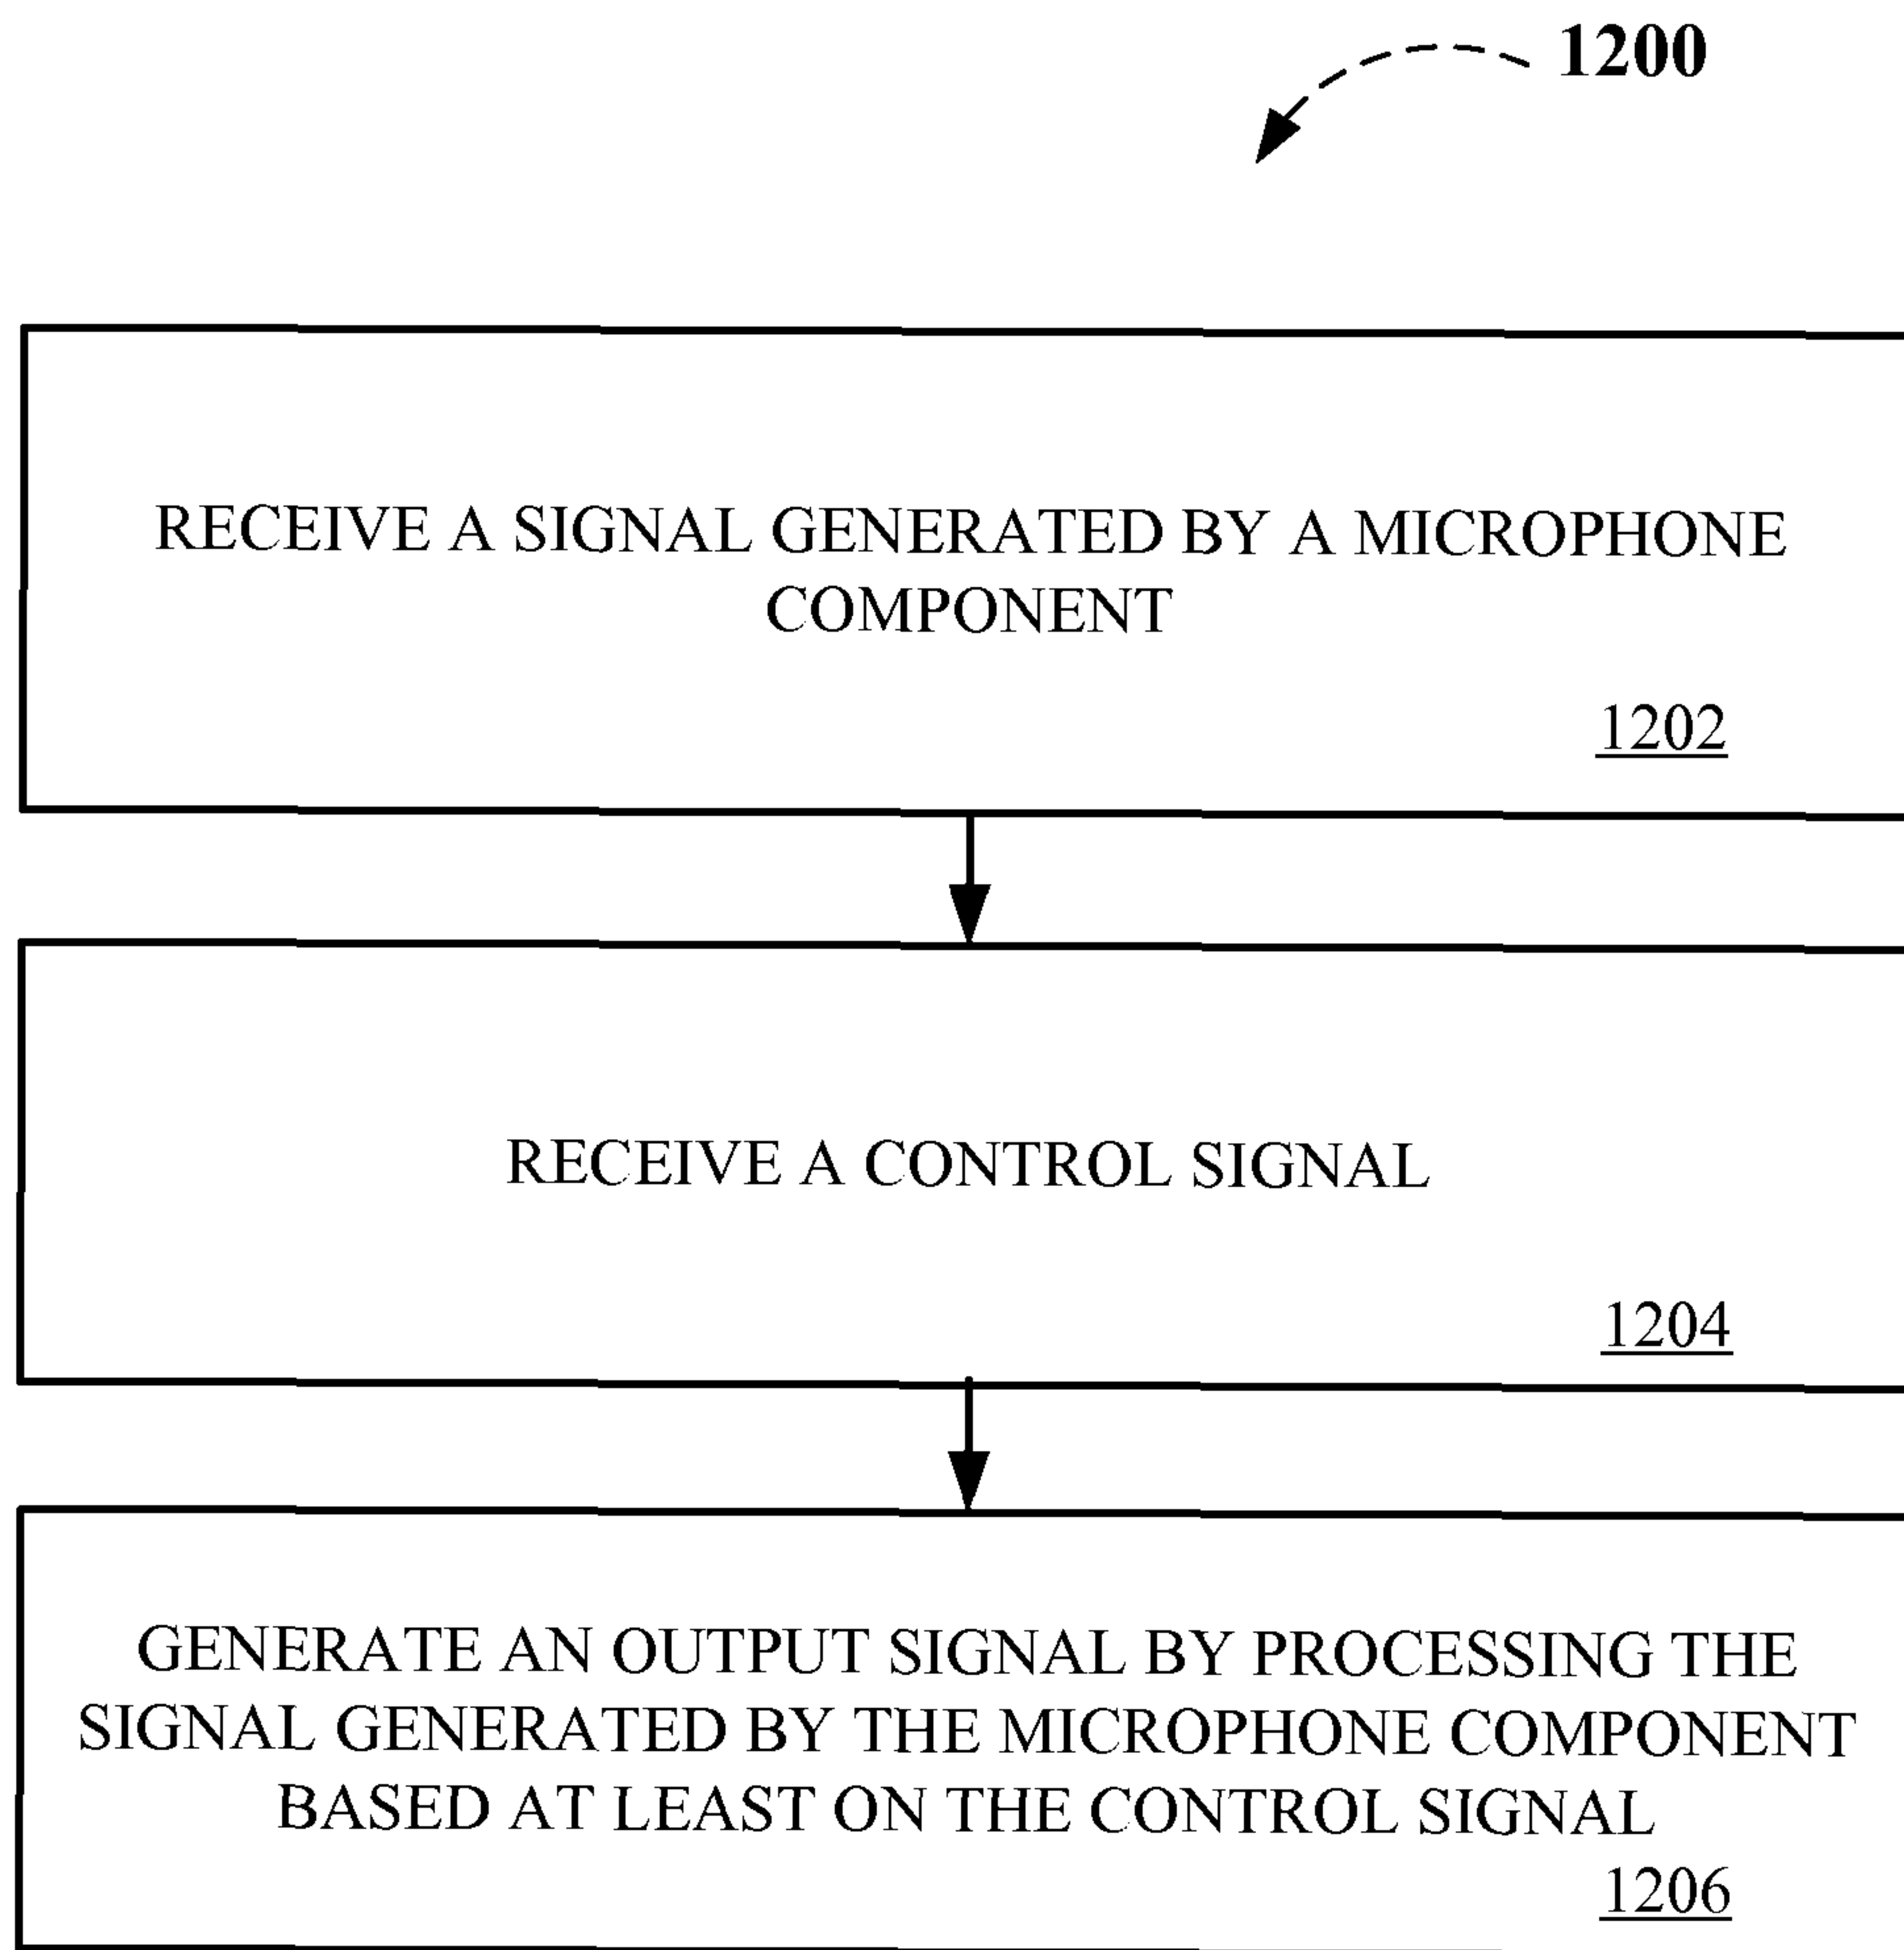 1200
RECEIVE A SIGNAL GENERATED BY A MICROPHONE
COMPONENT
1202
RECEIVE A CONTROL SIGNAL
1204
GENERATE AN OUTPUT SIGNAL BY PROCESSING THE
SIGNAL GENERATED BY THE MICROPHONE COMPONENT
BASED AT LEAST ON THE CONTROL SIGNAL
1206